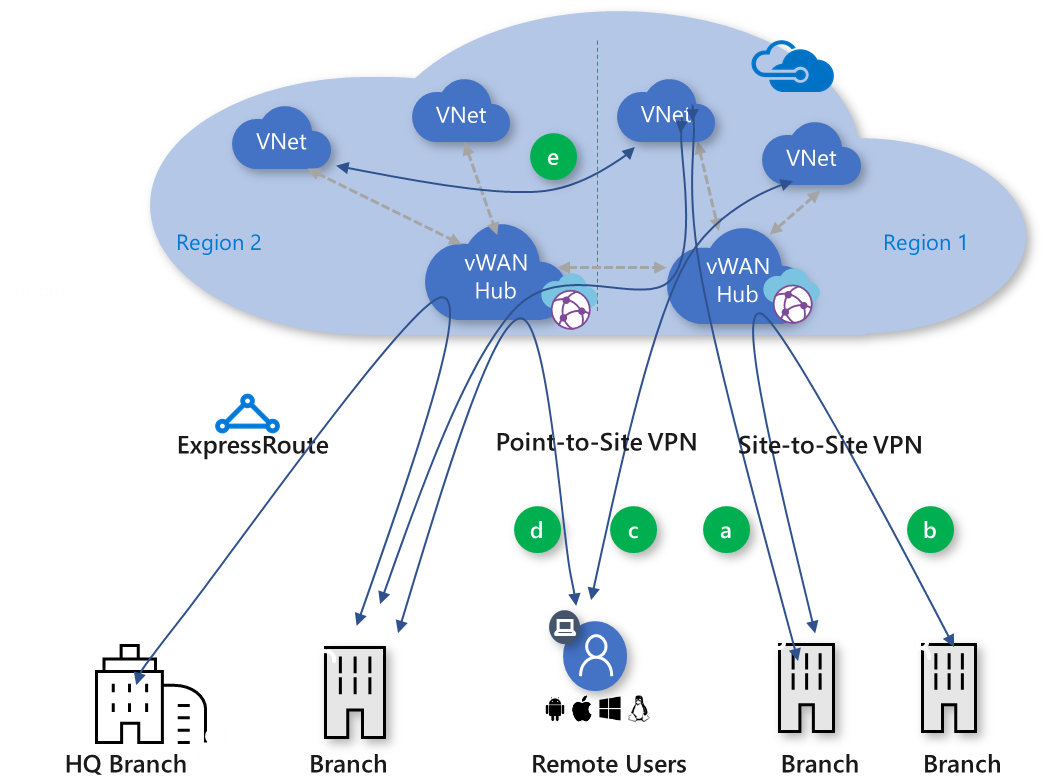 VNet
VNet
VNet
VNet
e
Region 2
Region 1
vWAN
Hub
vWAN
Hub
ExpressRoute
Point-to-Site VPN
Site-to-Site VPN
d
c
a
b
HQ Branch
Branch
Remote Users
Branch
Branch